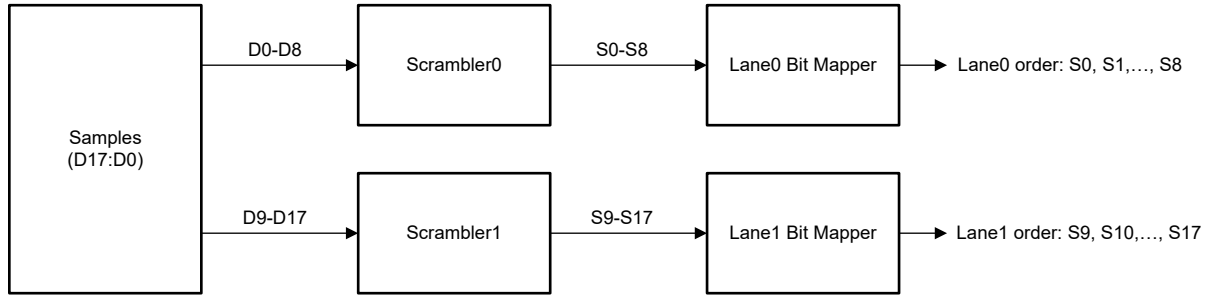 D0-D8
S0-S8
Scrambler0
Lane0 Bit Mapper
Lane0 order: S0, S1,…, S8
Samples
(D17:D0)
D9-D17
S9-S17
Scrambler1
Lane1 Bit Mapper
Lane1 order: S9, S10,…, S17